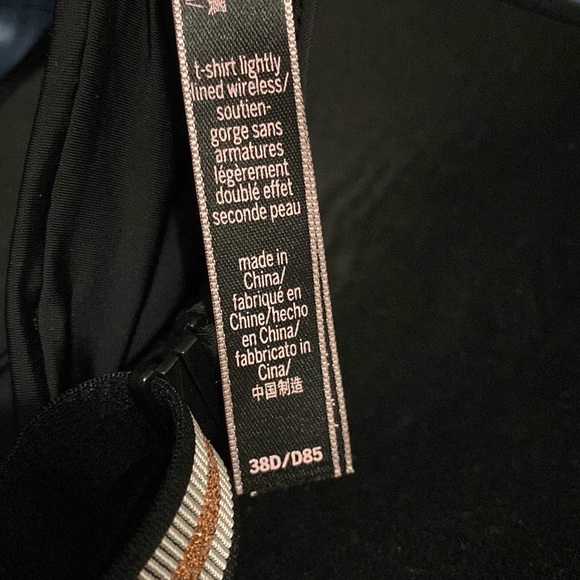 t-shirt lightly
lined wireless/
soutien-
gorge sans
armatures
légèrement
doublé effet
seconde peau
made in
China/
fabriqué en
Chine/hecho
en China/
fabbricato in
Cina/
中国制造
38D/D85